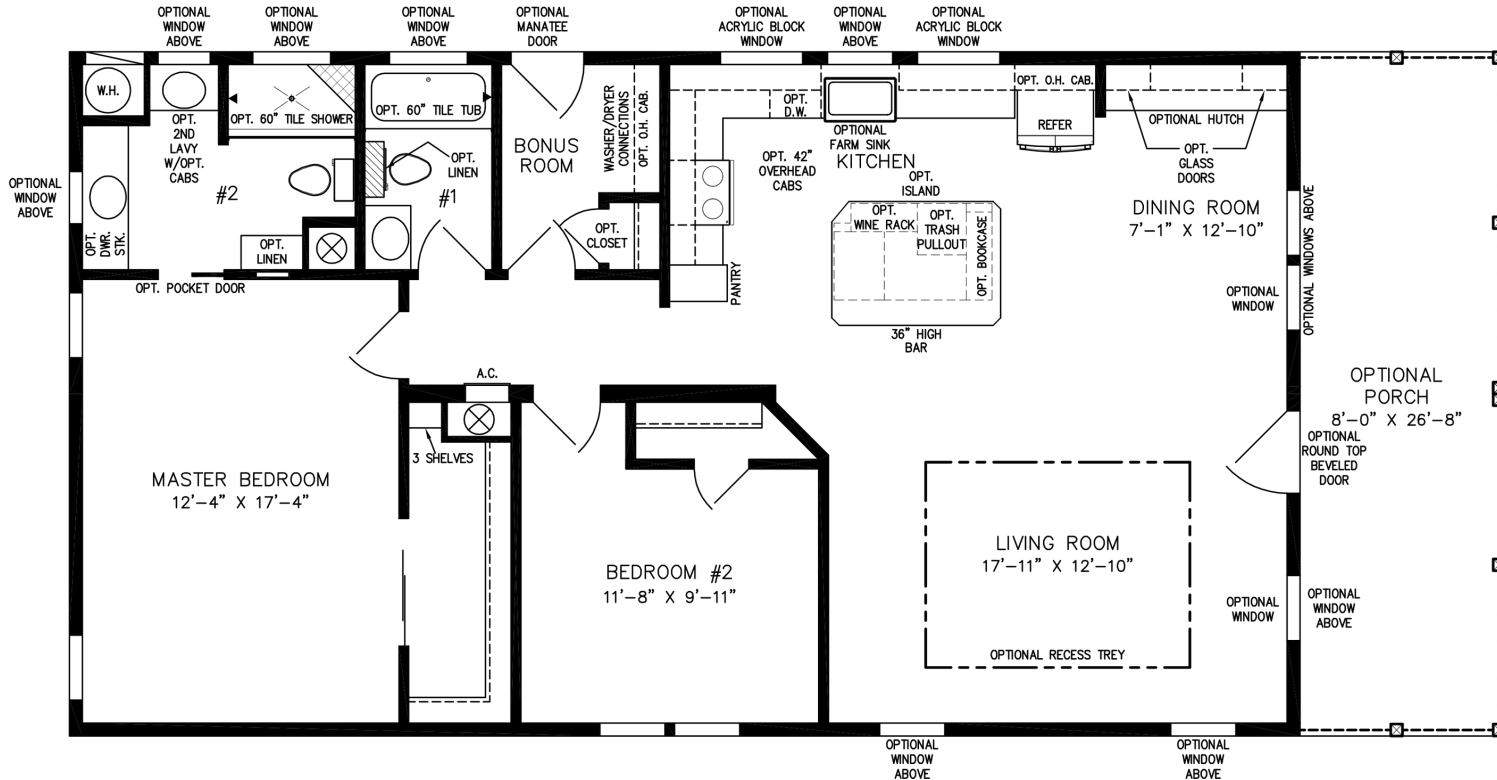 OPTIONAL
WINDOW
ABOVE
OPTIONAL
WINDOW
ABOVE
OPTIONAL
WINDOW
ABOVE
OPTIONAL
MANATEE
DOOR
OPTIONAL
ACRYLIC BLOCK
WINDOW
OPTIONAL
WINDOW
ABOVE
OPTIONAL
ACRYLIC BLOCK
WINDOW
W.H.
OPT.
2ND
LAVY
W/OPT.
CABS
OPT. 60" TILE SHOWER
OPT. 60" TILE TUB
OPT.
LINEN
#1
#2
OPTIONAL
WINDOW
ABOVE
OPT.
DWR.
STK.
OPT.
LINEN
OPT. POCKET DOOR
BONUS
ROOM
WASHER/DRYER
CONNECTIONS
OPT. O.H. CAB.
OPT.
CLOSET
OPT.
D.W.
OPTIONAL
FARM SINK
KITCHEN
OPT. 42"
OVERHEAD
CABS
OPT. O.H. CAB.
REFER
OPTIONAL HUTCH
OPT.
GLASS
DOORS
OPT.
ISLAND
OPT.
WINE RACK
OPT.
TRASH
PULLOUT
OPT. BOOKCASE
36" HIGH
BAR
PANTRY
DINING ROOM
7'-1" X 12'-10"
OPTIONAL
WINDOW
OPTIONAL WINDOWS ABOVE
OPTIONAL
PORCH
8'-0" X 26'-8"
OPTIONAL
ROUND TOP
BEVELED
DOOR
A.C.
3 SHELVES
MASTER BEDROOM
12'-4" X 17'-4"
BEDROOM #2
11'-8" X 9'-11"
LIVING ROOM
17'-11" X 12'-10"
OPTIONAL RECESS TREY
OPTIONAL
WINDOW
OPTIONAL
WINDOW
ABOVE
OPTIONAL
WINDOW
ABOVE
OPTIONAL
WINDOW
ABOVE